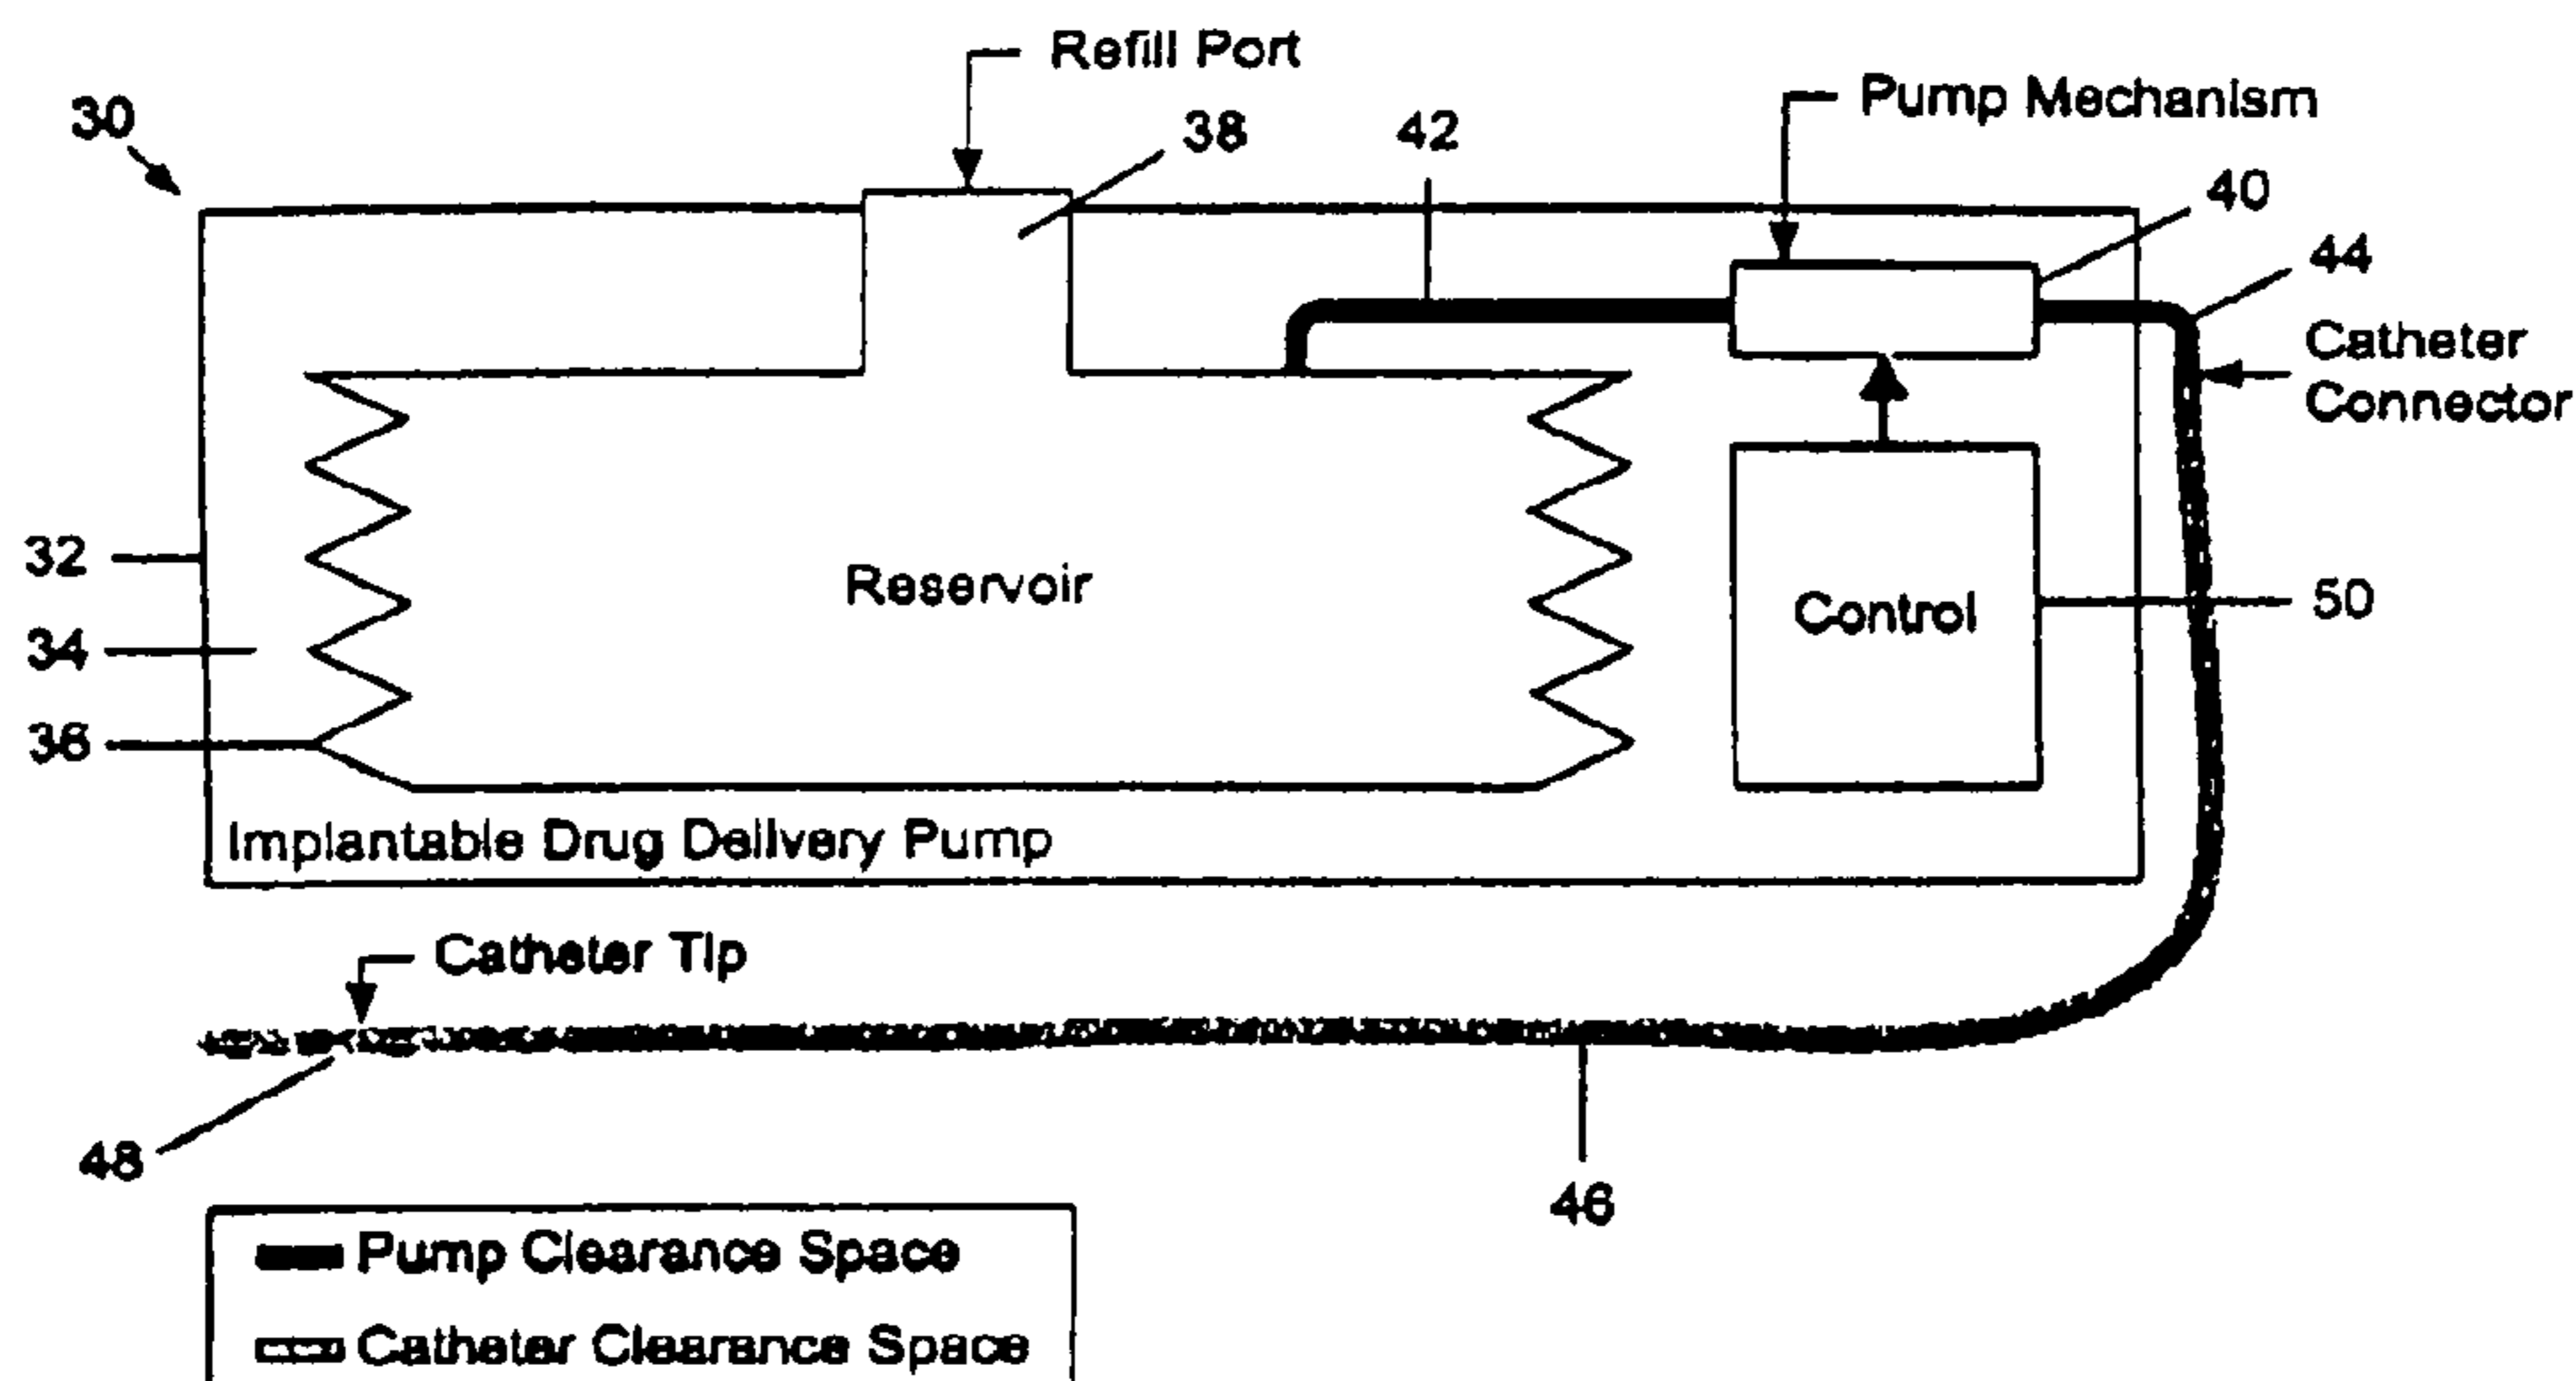 Refill Port
Pump Mechanism
30
38
42
40
44
Catheter
Connector
32
Reservoir
Control
50
34
36
Implantable Drug Delivery Pump
Catheter Tip
48
46
Pump Clearance Space
Catheter Clearance Space